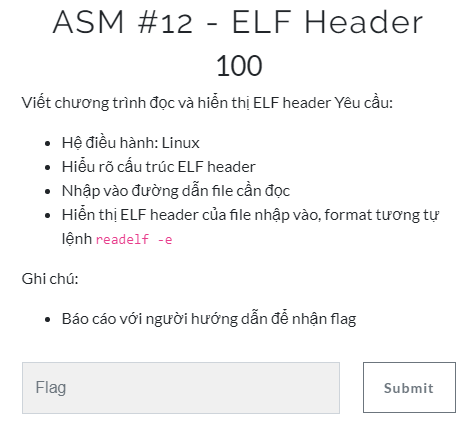 ASM #12 - ELF Header
100
Viết chương trình đọc và hiển thị ELF header Yêu cầu:
Hệ điều hành: Linux
Hiểu rõ cấu trúc ELF header
Nhập vào đường dẫn file cần đọc
Hiển thị ELF header của file nhập vào, format tương tự
lệnh readelf -e
Ghi chú:
Báo cáo với người hướng dẫn để nhận flag
Flag
Submit